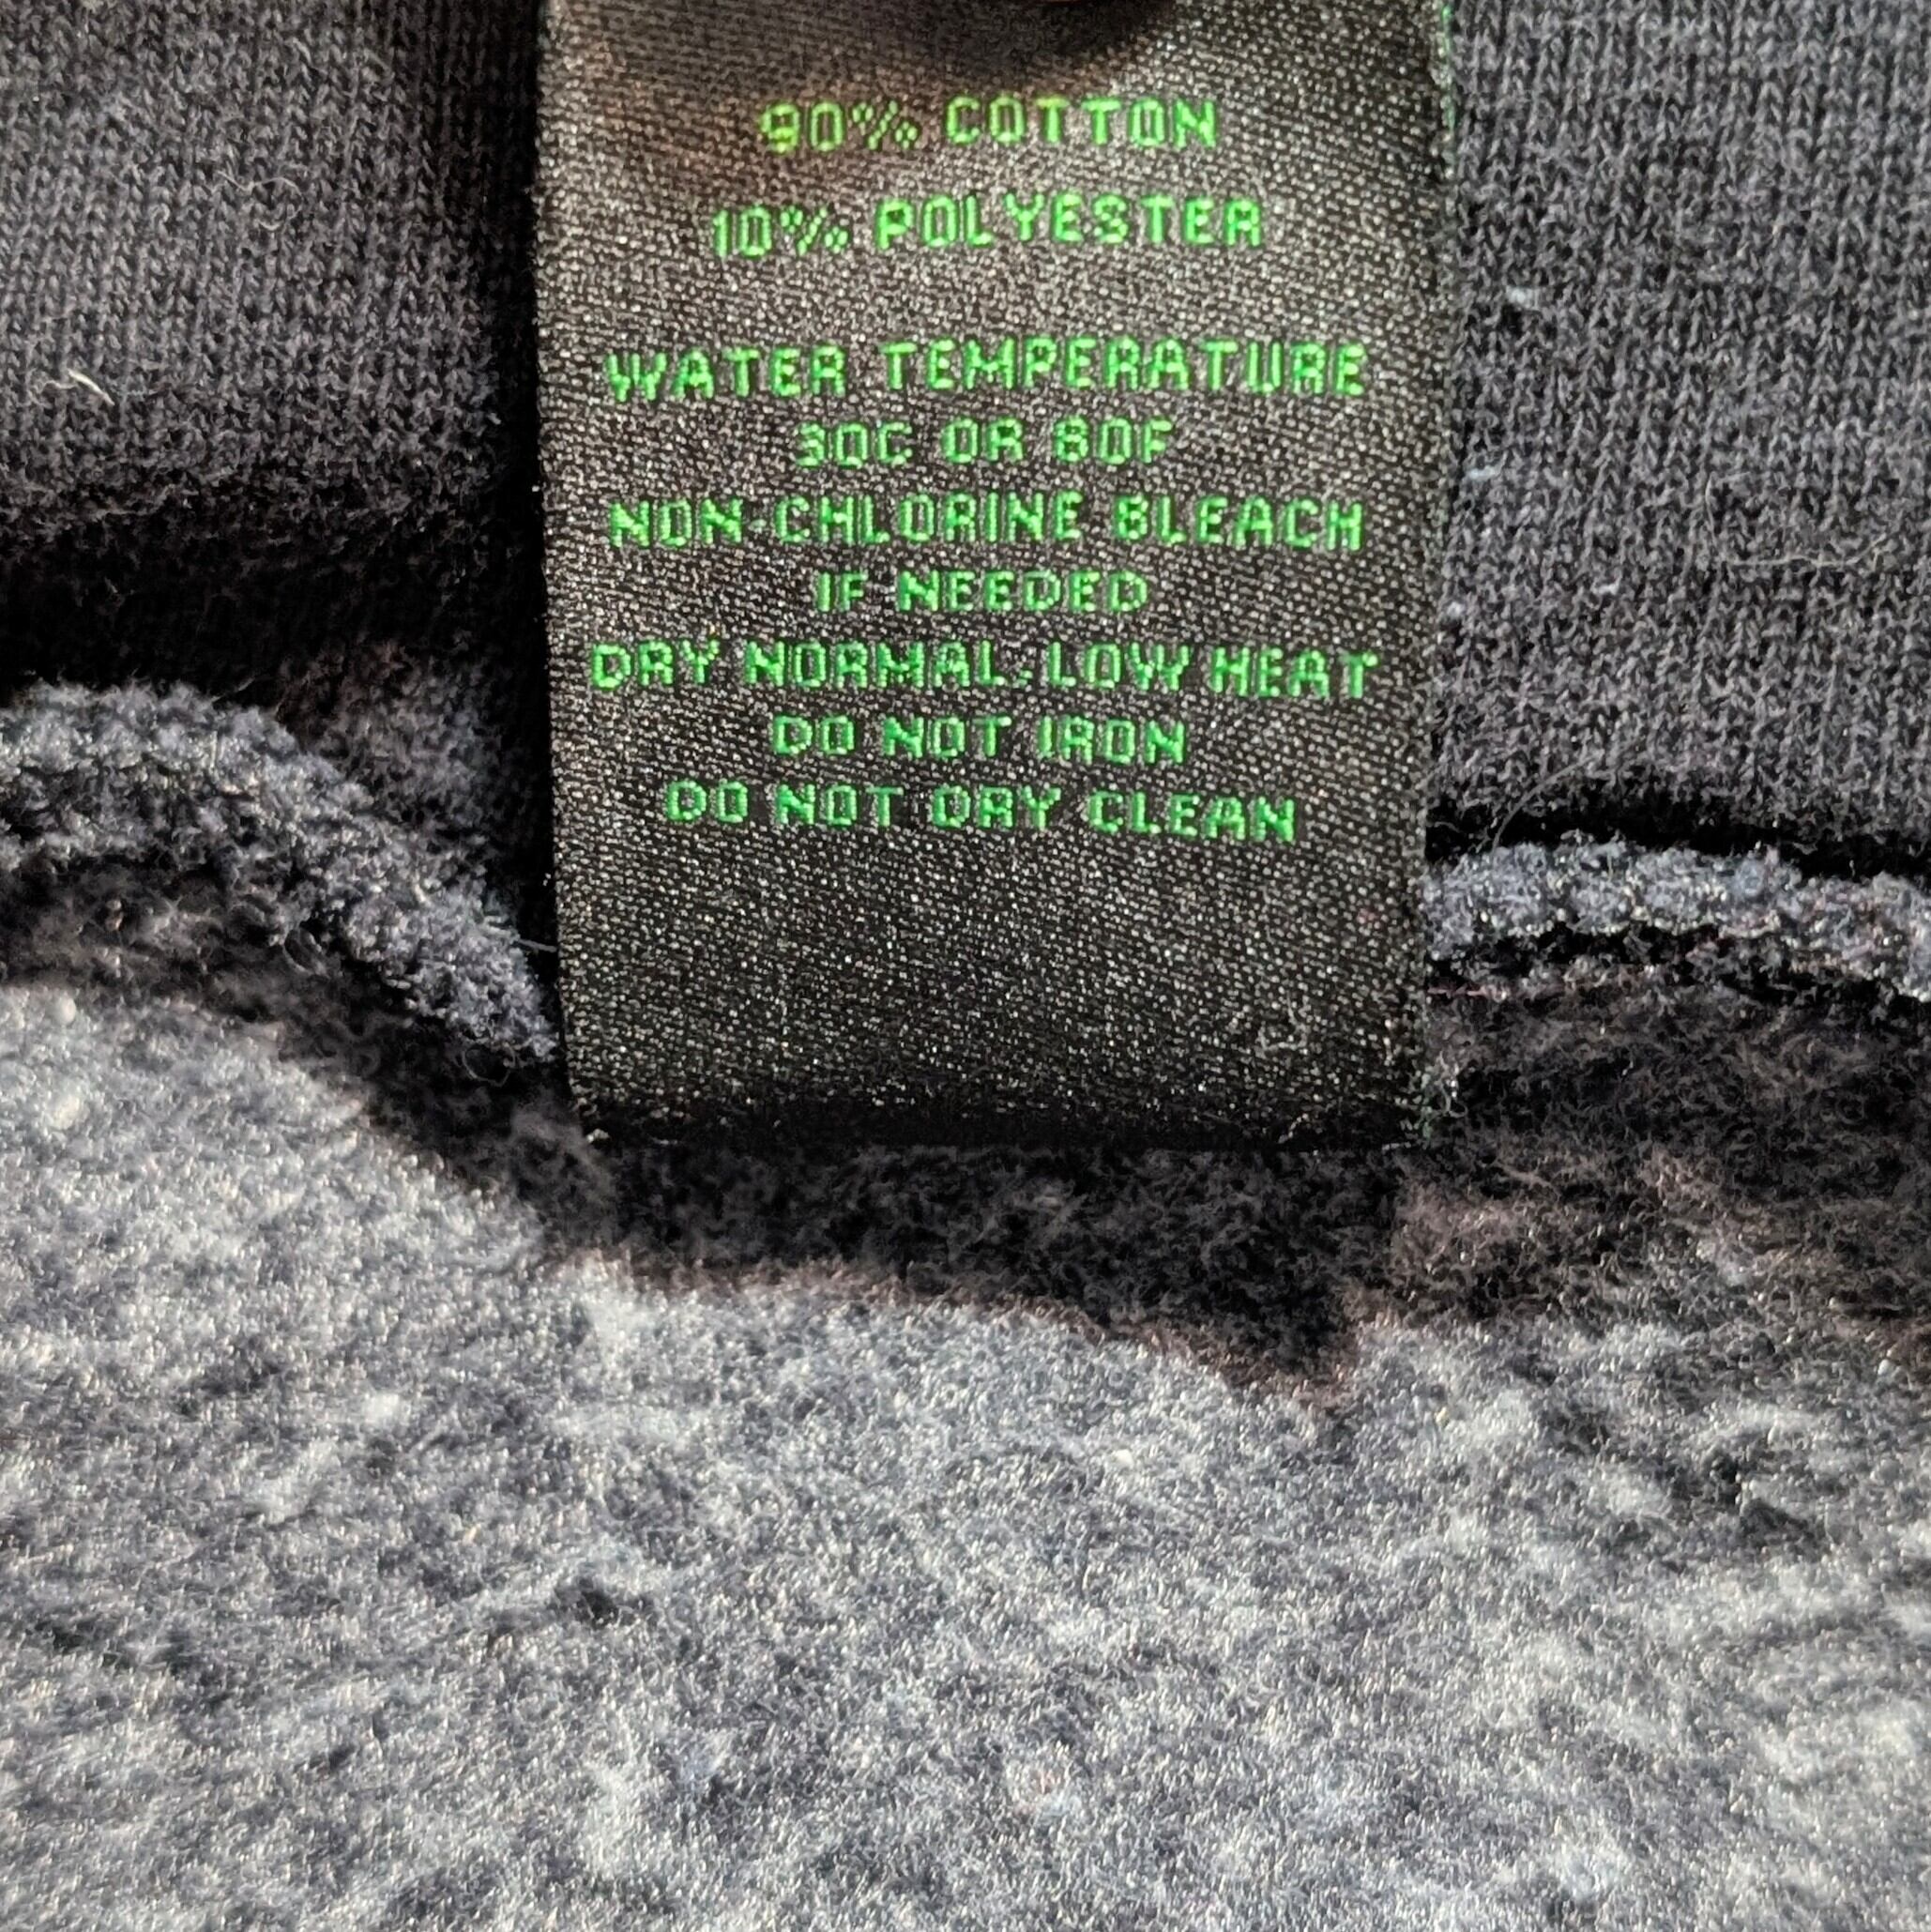 90% COTTON
10% POLYESTER
WATER TEMPERATURE
30C OR 80F
NON-CHLORINE BLEACH
IF NEEDED
DRY NORMAL, LOW HEAT
DO NOT IRON
DO NOT DRY CLEAN